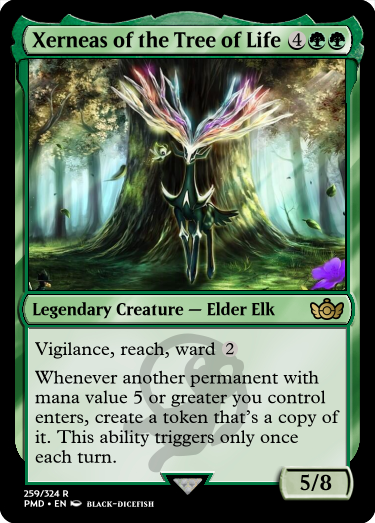 Xerneas of the Tree of Life 4
Legendary Creature — Elder Elk
Vigilance, reach, ward 2
Whenever another permanent with
mana value 5 or greater you control
enters, create a token that's a copy of
it. This ability triggers only once
each turn.
5/8
259/324 R
PMD • EN BLACK-DICEFISH